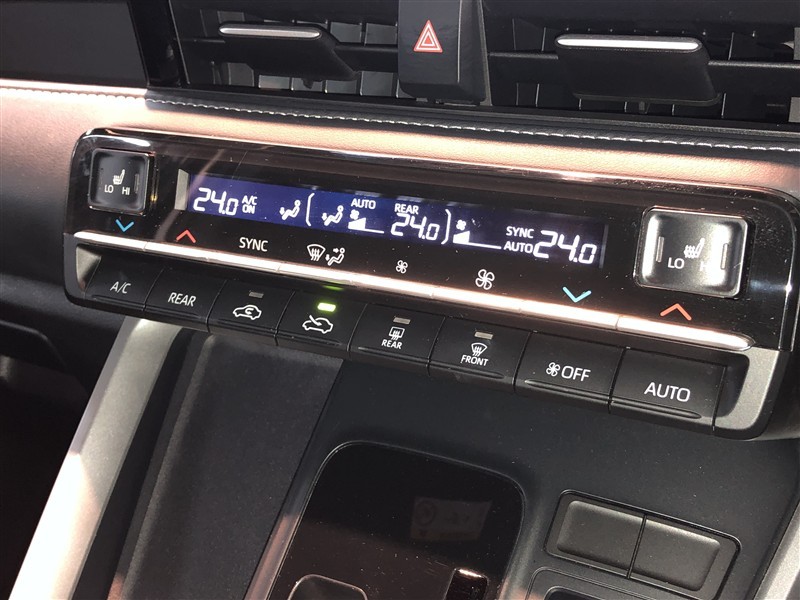 LO HI
24.0 A/C ON AUTO REAR 24.0 SYNC AUTO 24.0
LO HI
SYNC
A/C REAR REAR FRONT OFF AUTO